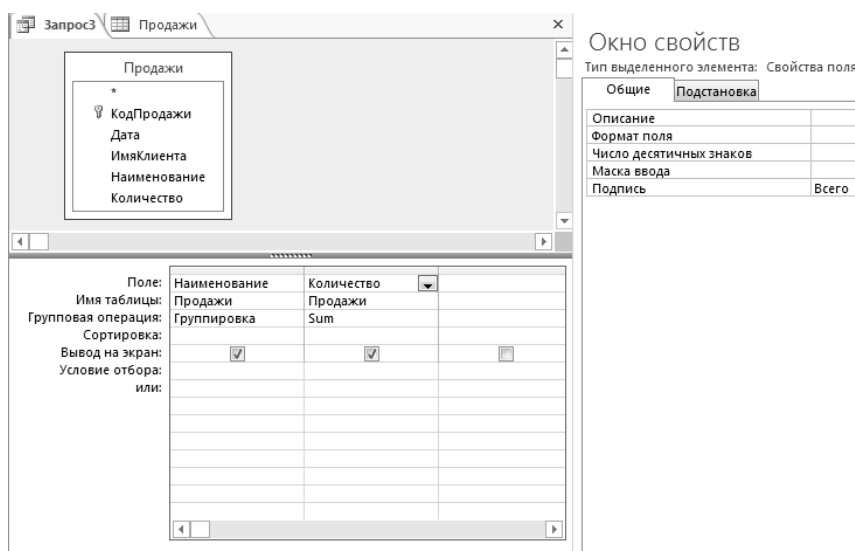 Запрос3 Продажи
Продажи
*
КодПродажи
Дата
ИмяКлиента
Наименование
Количество
Поле: Наименование Количество
Имя таблицы: Продажи Продажи
Групповая операция: Группировка Sum
Сортировка:
Вывод на экран:
Условие отбора:
или:
Окно свойств
Тип выделенного элемента: Свойства поля
Общие Подстановка
Описание
Формат поля
Число десятичных знаков
Маска ввода
Подпись Всего